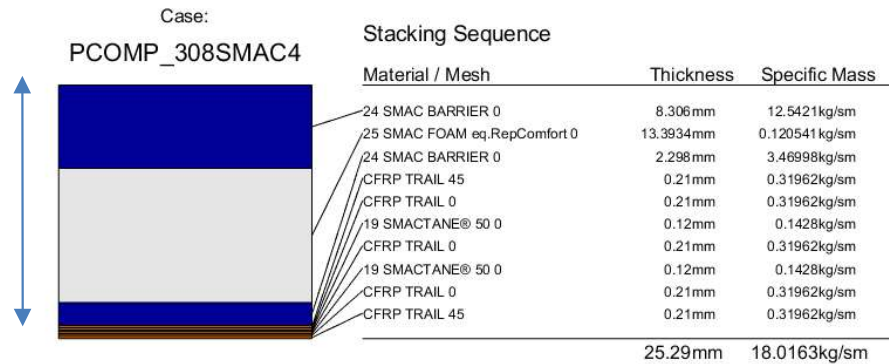 Case:
PCOMP_308SMAC4
Stacking Sequence
Material / Mesh Thickness Specific Mass
24 SMAC BARRIER 0 8.306mm 12.5421kg/sm
25 SMAC FOAM eq.RepComfort 0 13.3934mm 0.120541kg/sm
24 SMAC BARRIER 0 2.298mm 3.46998kg/sm
CFRP TRAIL 45 0.21mm 0.31962kg/sm
CFRP TRAIL 0 0.21mm 0.31962kg/sm
19 SMACTANE® 50 0 0.12mm 0.1428kg/sm
CFRP TRAIL 0 0.21mm 0.31962kg/sm
19 SMACTANE® 50 0 0.12mm 0.1428kg/sm
CFRP TRAIL 0 0.21mm 0.31962kg/sm
CFRP TRAIL 45 0.21mm 0.31962kg/sm
25.29mm 18.0163kg/sm